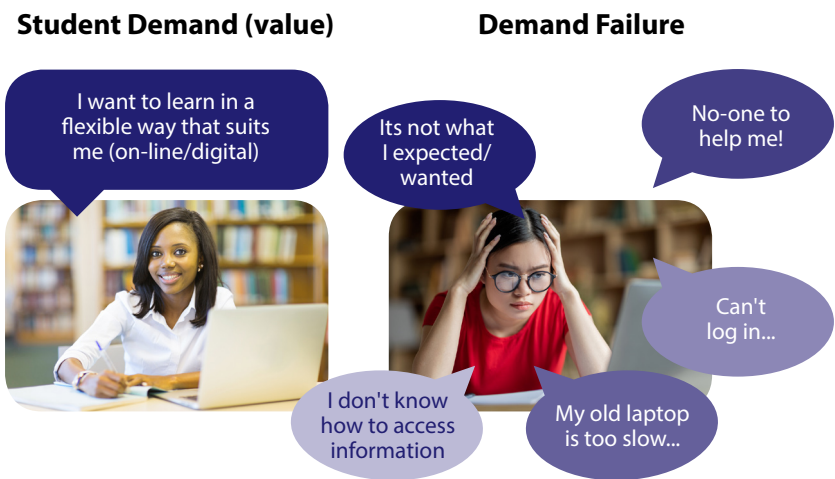 Student Demand (value)
Demand Failure
I want to learn in a
flexible way that suits
me (on-line/digital)
Its not what
I expected/
wanted
No-one to
help me!
Can't
log in...
I don't know
how to access
information
My old laptop
is too slow...